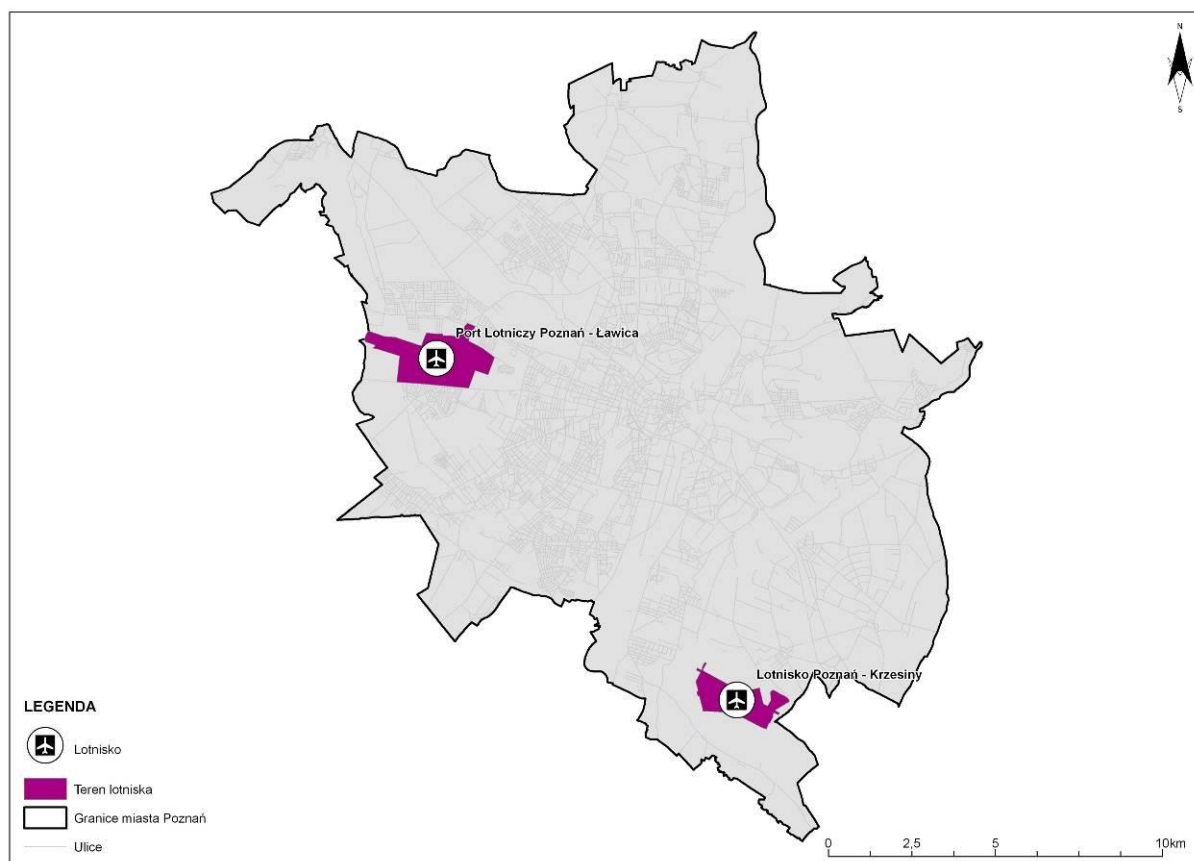 N
S
Port Lotniczy Poznań - Ławica
Lotnisko Poznań - Krzesiny
LEGENDA
Lotnisko
Teren lotniska
Granice miasta Poznań
Ulice
0 2,5 5 10km